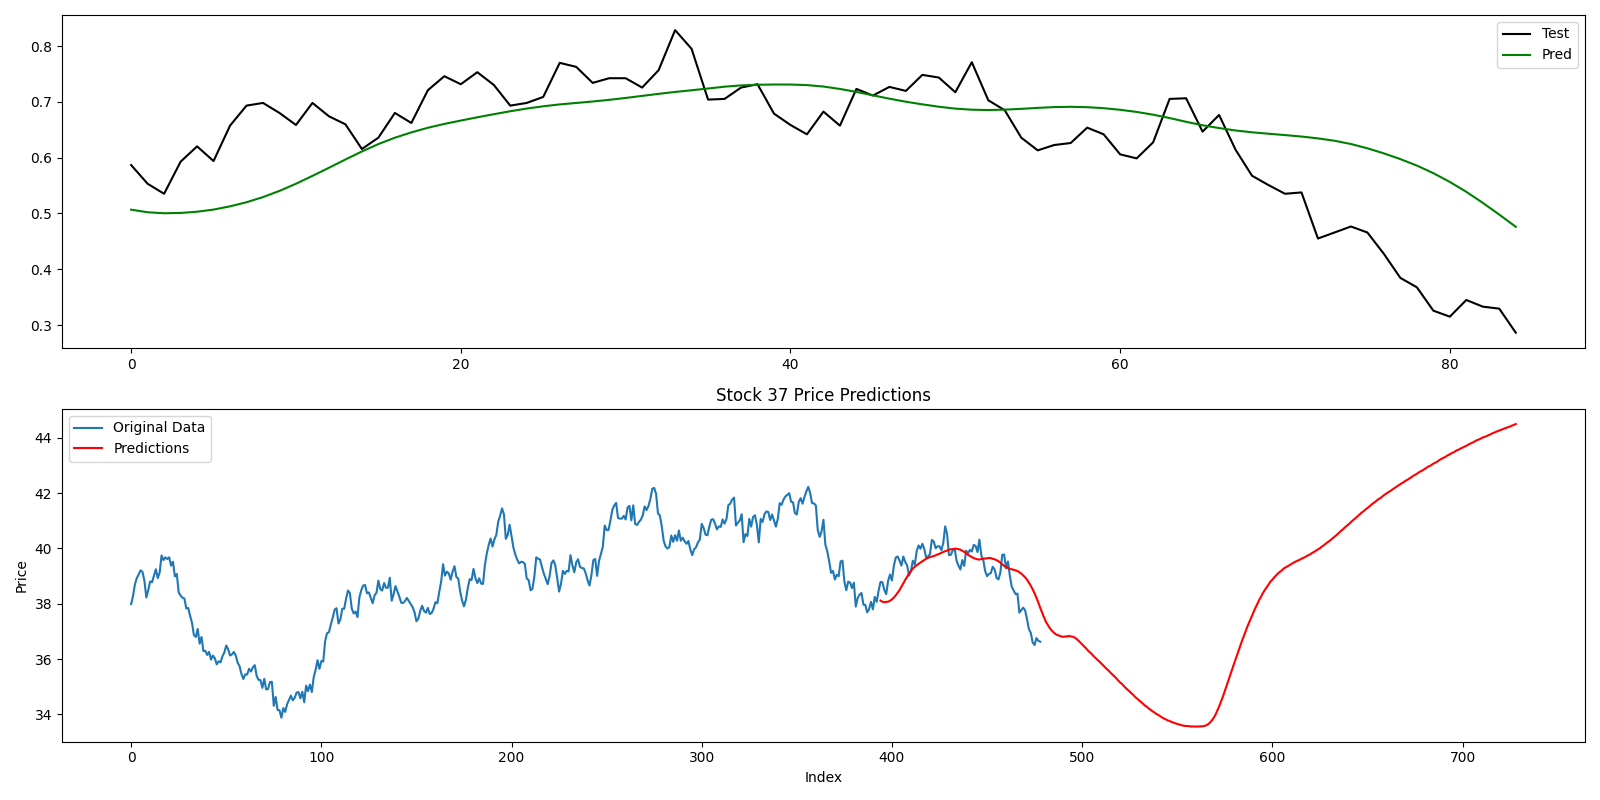 0.8
0.7
0.6
0.5
0.4
0.3
Test
Pred
0 20 40 60 80
Stock 37 Price Predictions
Original Data
Predictions
Price
44
42
40
38
36
34
0 100 200 300 400 500 600 700
Index